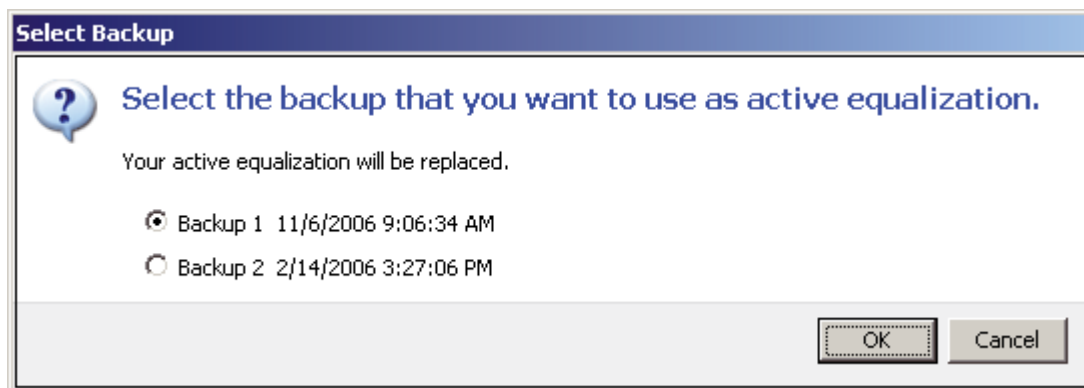 Select Backup
Select the backup that you want to use as active equalization.
Your active equalization will be replaced.
Backup 1 11/6/2006 9:06:34 AM
Backup 2 2/14/2006 3:27:06 PM
OK Cancel